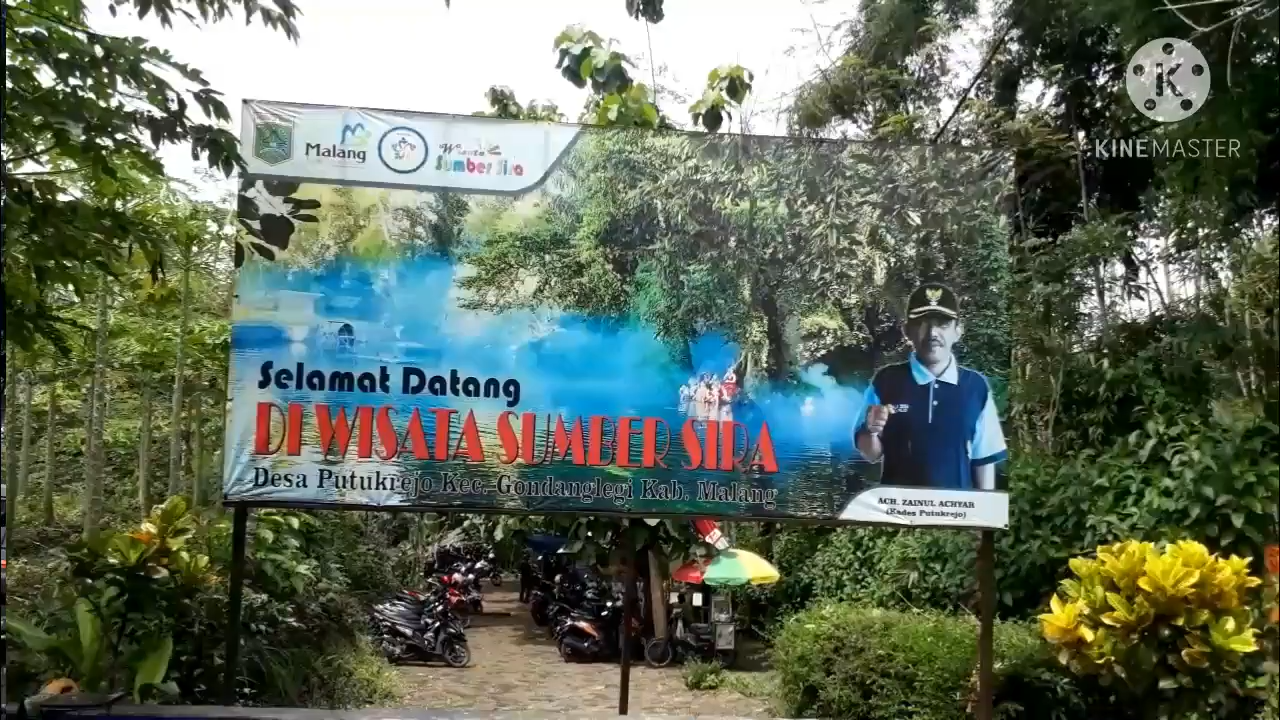 KINEMASTER
Malang
Wisata
Sumber Sira
Selamat Datang
DI WISATA SUMBER SIRA
Desa Putukrejo Kec. Gondanglegi Kab. Malang
ACH. ZAINUL ACHYAR
(Kades Putukrejo)